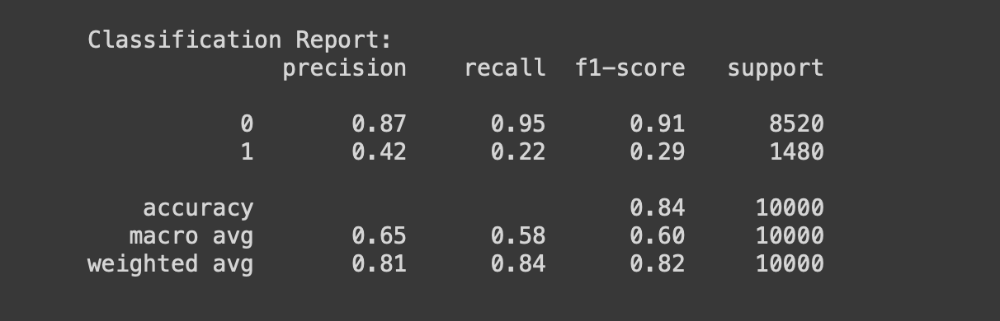 Classification Report:
precision recall f1-score support
0 0.87 0.95 0.91 8520
1 0.42 0.22 0.29 1480
accuracy 0.84 10000
macro avg 0.65 0.58 0.60 10000
weighted avg 0.81 0.84 0.82 10000